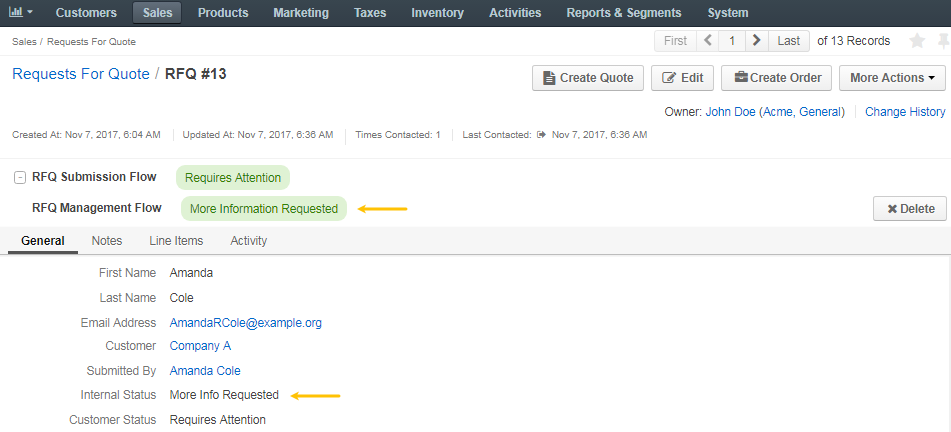 Customers Sales Products Marketing Taxes Inventory Activities Reports & Segments System
Sales / Requests For Quote First 1 Last of 13 Records
Requests For Quote / RFQ #13 Create Quote Edit Create Order More Actions
Owner: John Doe (Acme, General) Change History
Created At: Nov 7, 2017, 6:04 AM Updated At: Nov 7, 2017, 6:36 AM Times Contacted: 1 Last Contacted: Nov 7, 2017, 6:36 AM
RFQ Submission Flow Requires Attention
RFQ Management Flow More Information Requested Delete
General Notes Line Items Activity
First Name Amanda
Last Name Cole
Email Address AmandaRCole@example.org
Customer Company A
Submitted By Amanda Cole
Internal Status More Info Requested
Customer Status Requires Attention